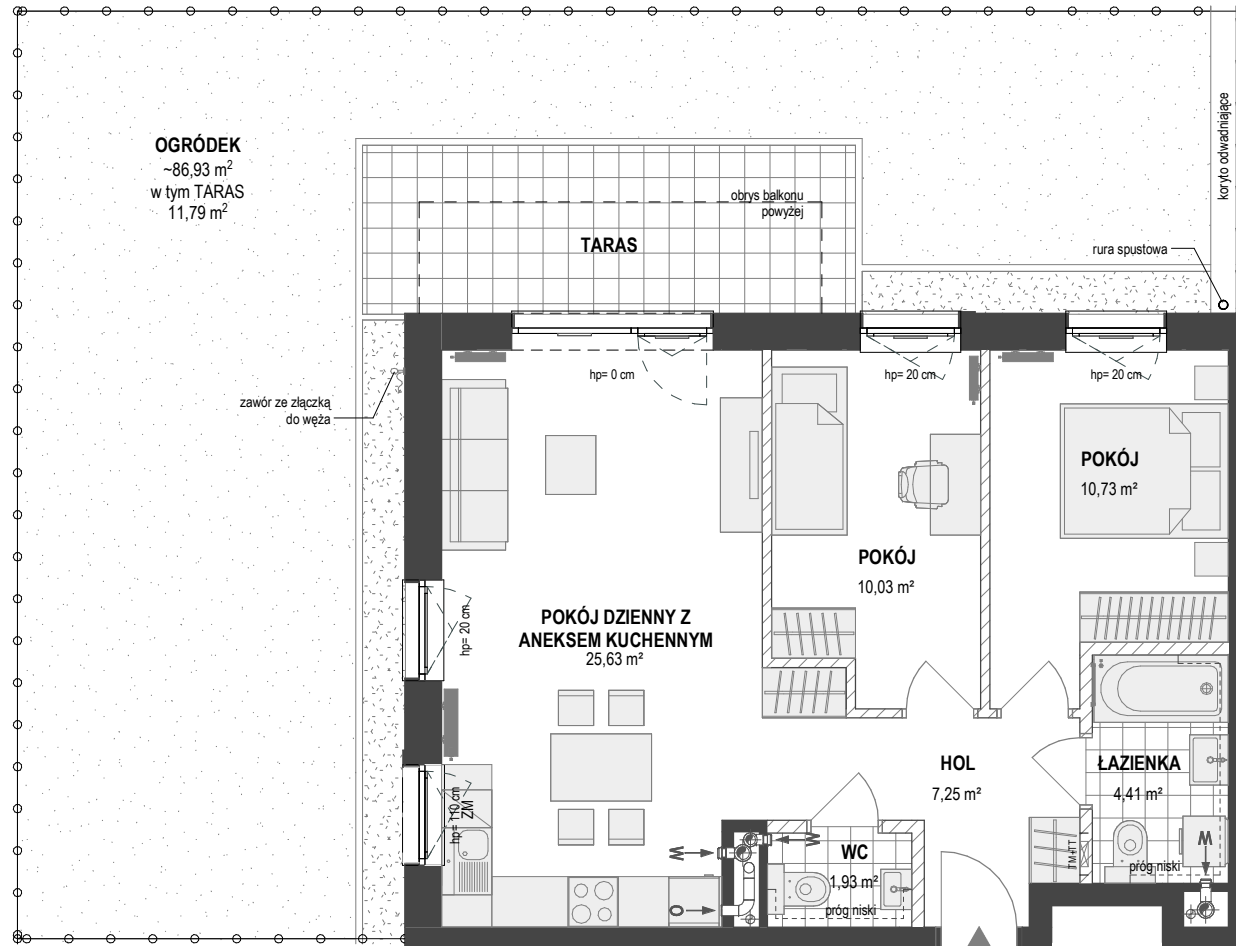 OGRÓDEK
~86,93 m²
w tym TARAS
11,79 m²
koryto odwadniające
obrys balkonu
powyżej
TARAS
rura spustowa
zawór ze złączką
do węża
hp= 0 cm
hp= 20 cm
hp= 20 cm
POKÓJ
10,73 m²
POKÓJ
10,03 m²
hp= 20 cm
POKÓJ DZIENNY Z
ANEKSEM KUCHENNYM
25,63 m²
HOL
7,25 m²
ŁAZIENKA
4,41 m²
hp= 110 cm
ZM
W
W
WC
1,93 m²
próg niski
TM+TT
W
próg niski
O